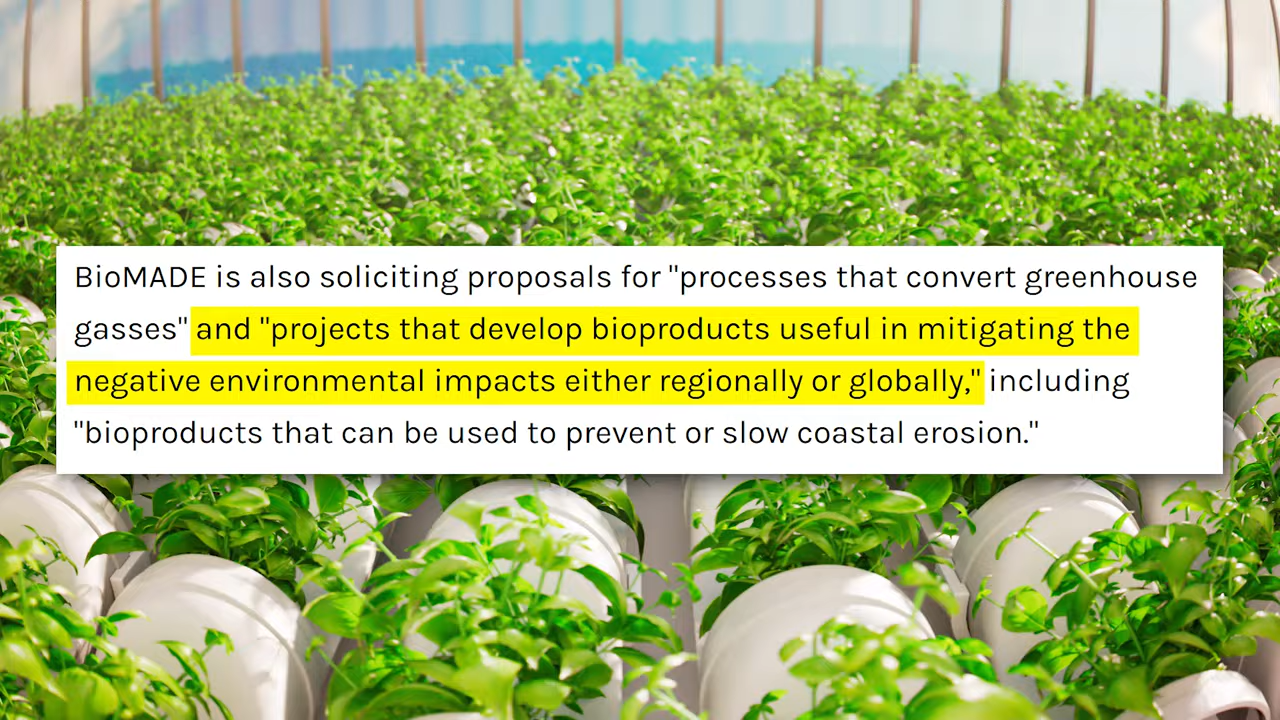 BioMADE is also soliciting proposals for "processes that convert greenhouse
gasses" and "projects that develop bioproducts useful in mitigating the
negative environmental impacts either regionally or globally," including
"bioproducts that can be used to prevent or slow coastal erosion."